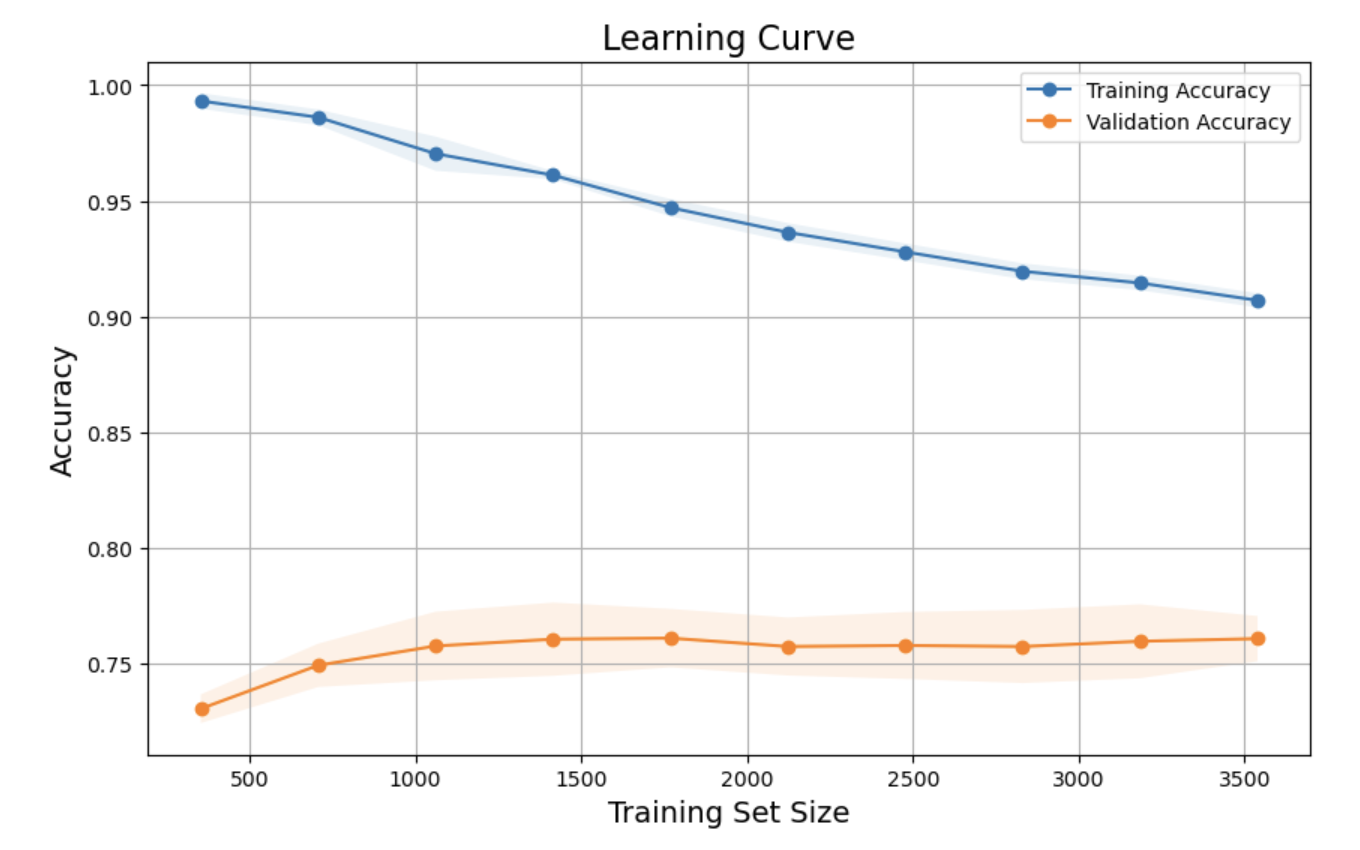 Learning Curve
Training Accuracy
Validation Accuracy
1.00
0.95
0.90
0.85
0.80
0.75
Accuracy
500 1000 1500 2000 2500 3000 3500
Training Set Size